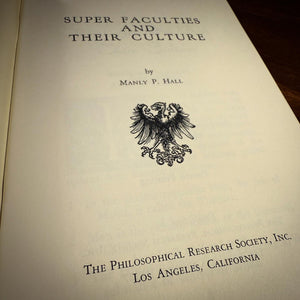 SUPER FACULTIES
AND
THEIR CULTURE
by
MANLY P. HALL
THE PHILOSOPHICAL RESEARCH SOCIETY, INC.
LOS ANGELES, CALIFORNIA